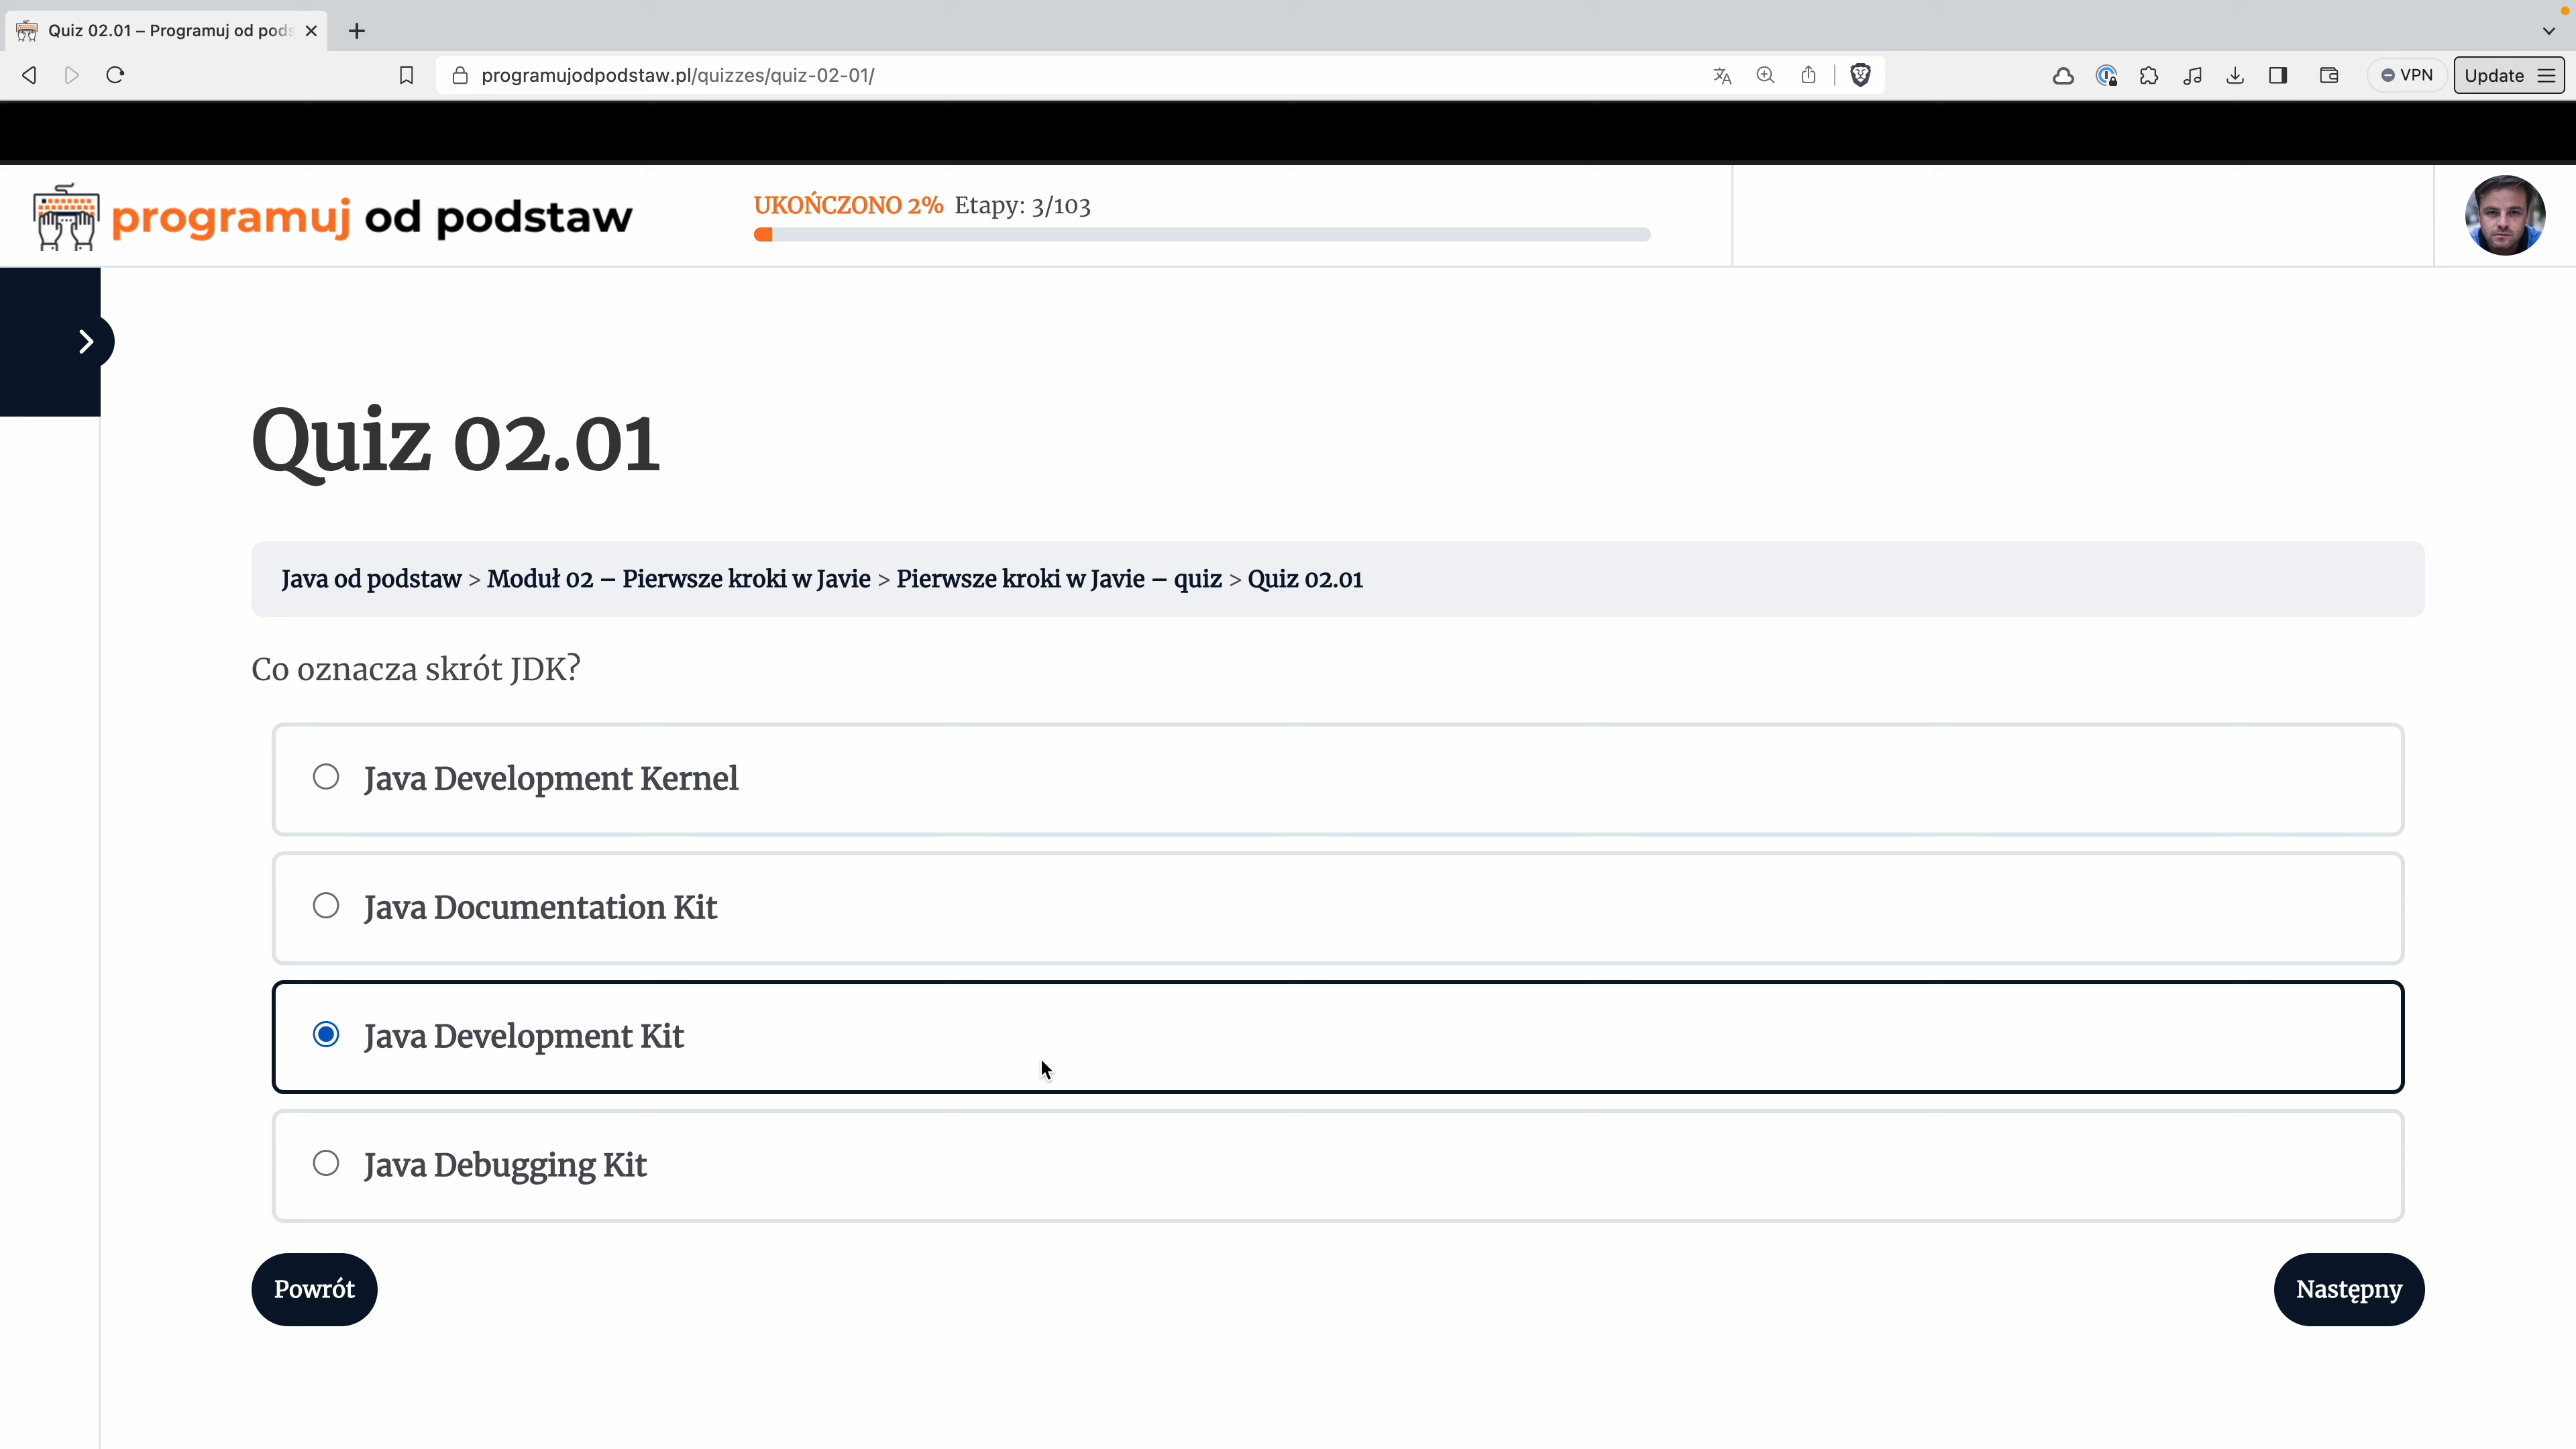 Quiz 02.01 – Programuj od pods
programujodpodstaw.pl/quizzes/quiz-02-01/
VPN
Update
programuj od podstaw
UKOŃCZONO 2% Etapy: 3/103
Quiz 02.01
Java od podstaw > Moduł 02 – Pierwsze kroki w Javie > Pierwsze kroki w Javie – quiz > Quiz 02.01
Co oznacza skrót JDK?
Java Development Kernel
Java Documentation Kit
Java Development Kit
Java Debugging Kit
Powrót
Następny